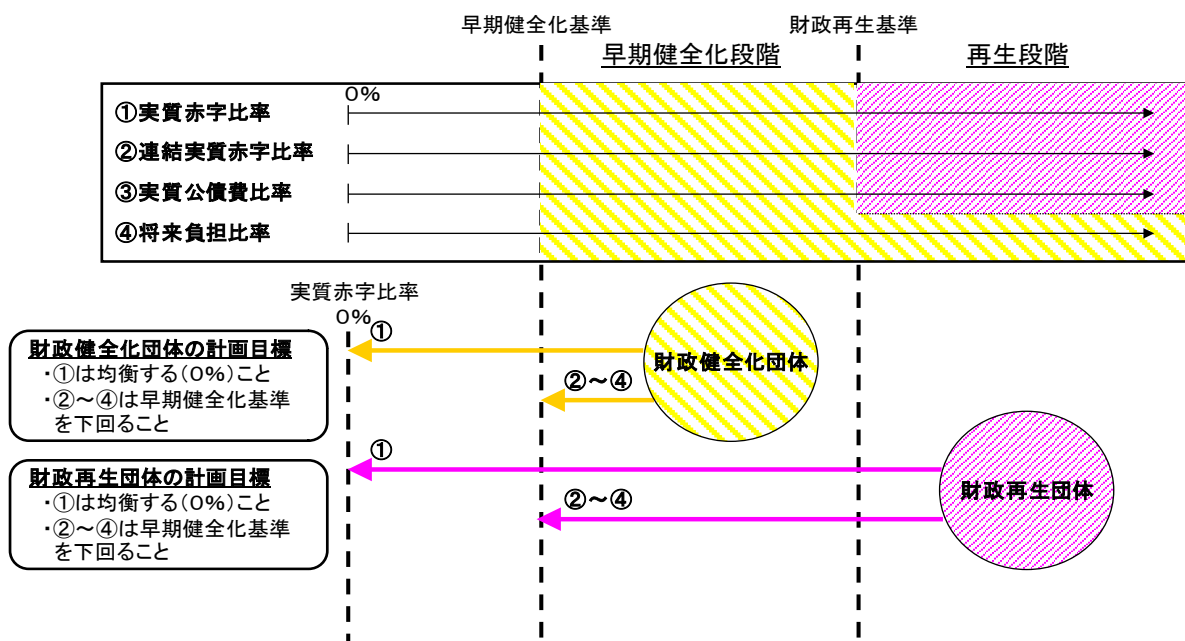 早期健全化基準
財政再生基準
早期健全化段階
再生段階
0%
①実質赤字比率
②連結実質赤字比率
③実質公債費比率
④将来負担比率
実質赤字比率
0%
①
財政健全化団体の計画目標
・①は均衡する(0%)こと
・②~④は早期健全化基準
を下回ること
②~④
財政健全化団体
①
財政再生団体の計画目標
・①は均衡する(0%)こと
・②~④は早期健全化基準
を下回ること
②~④
財政再生団体